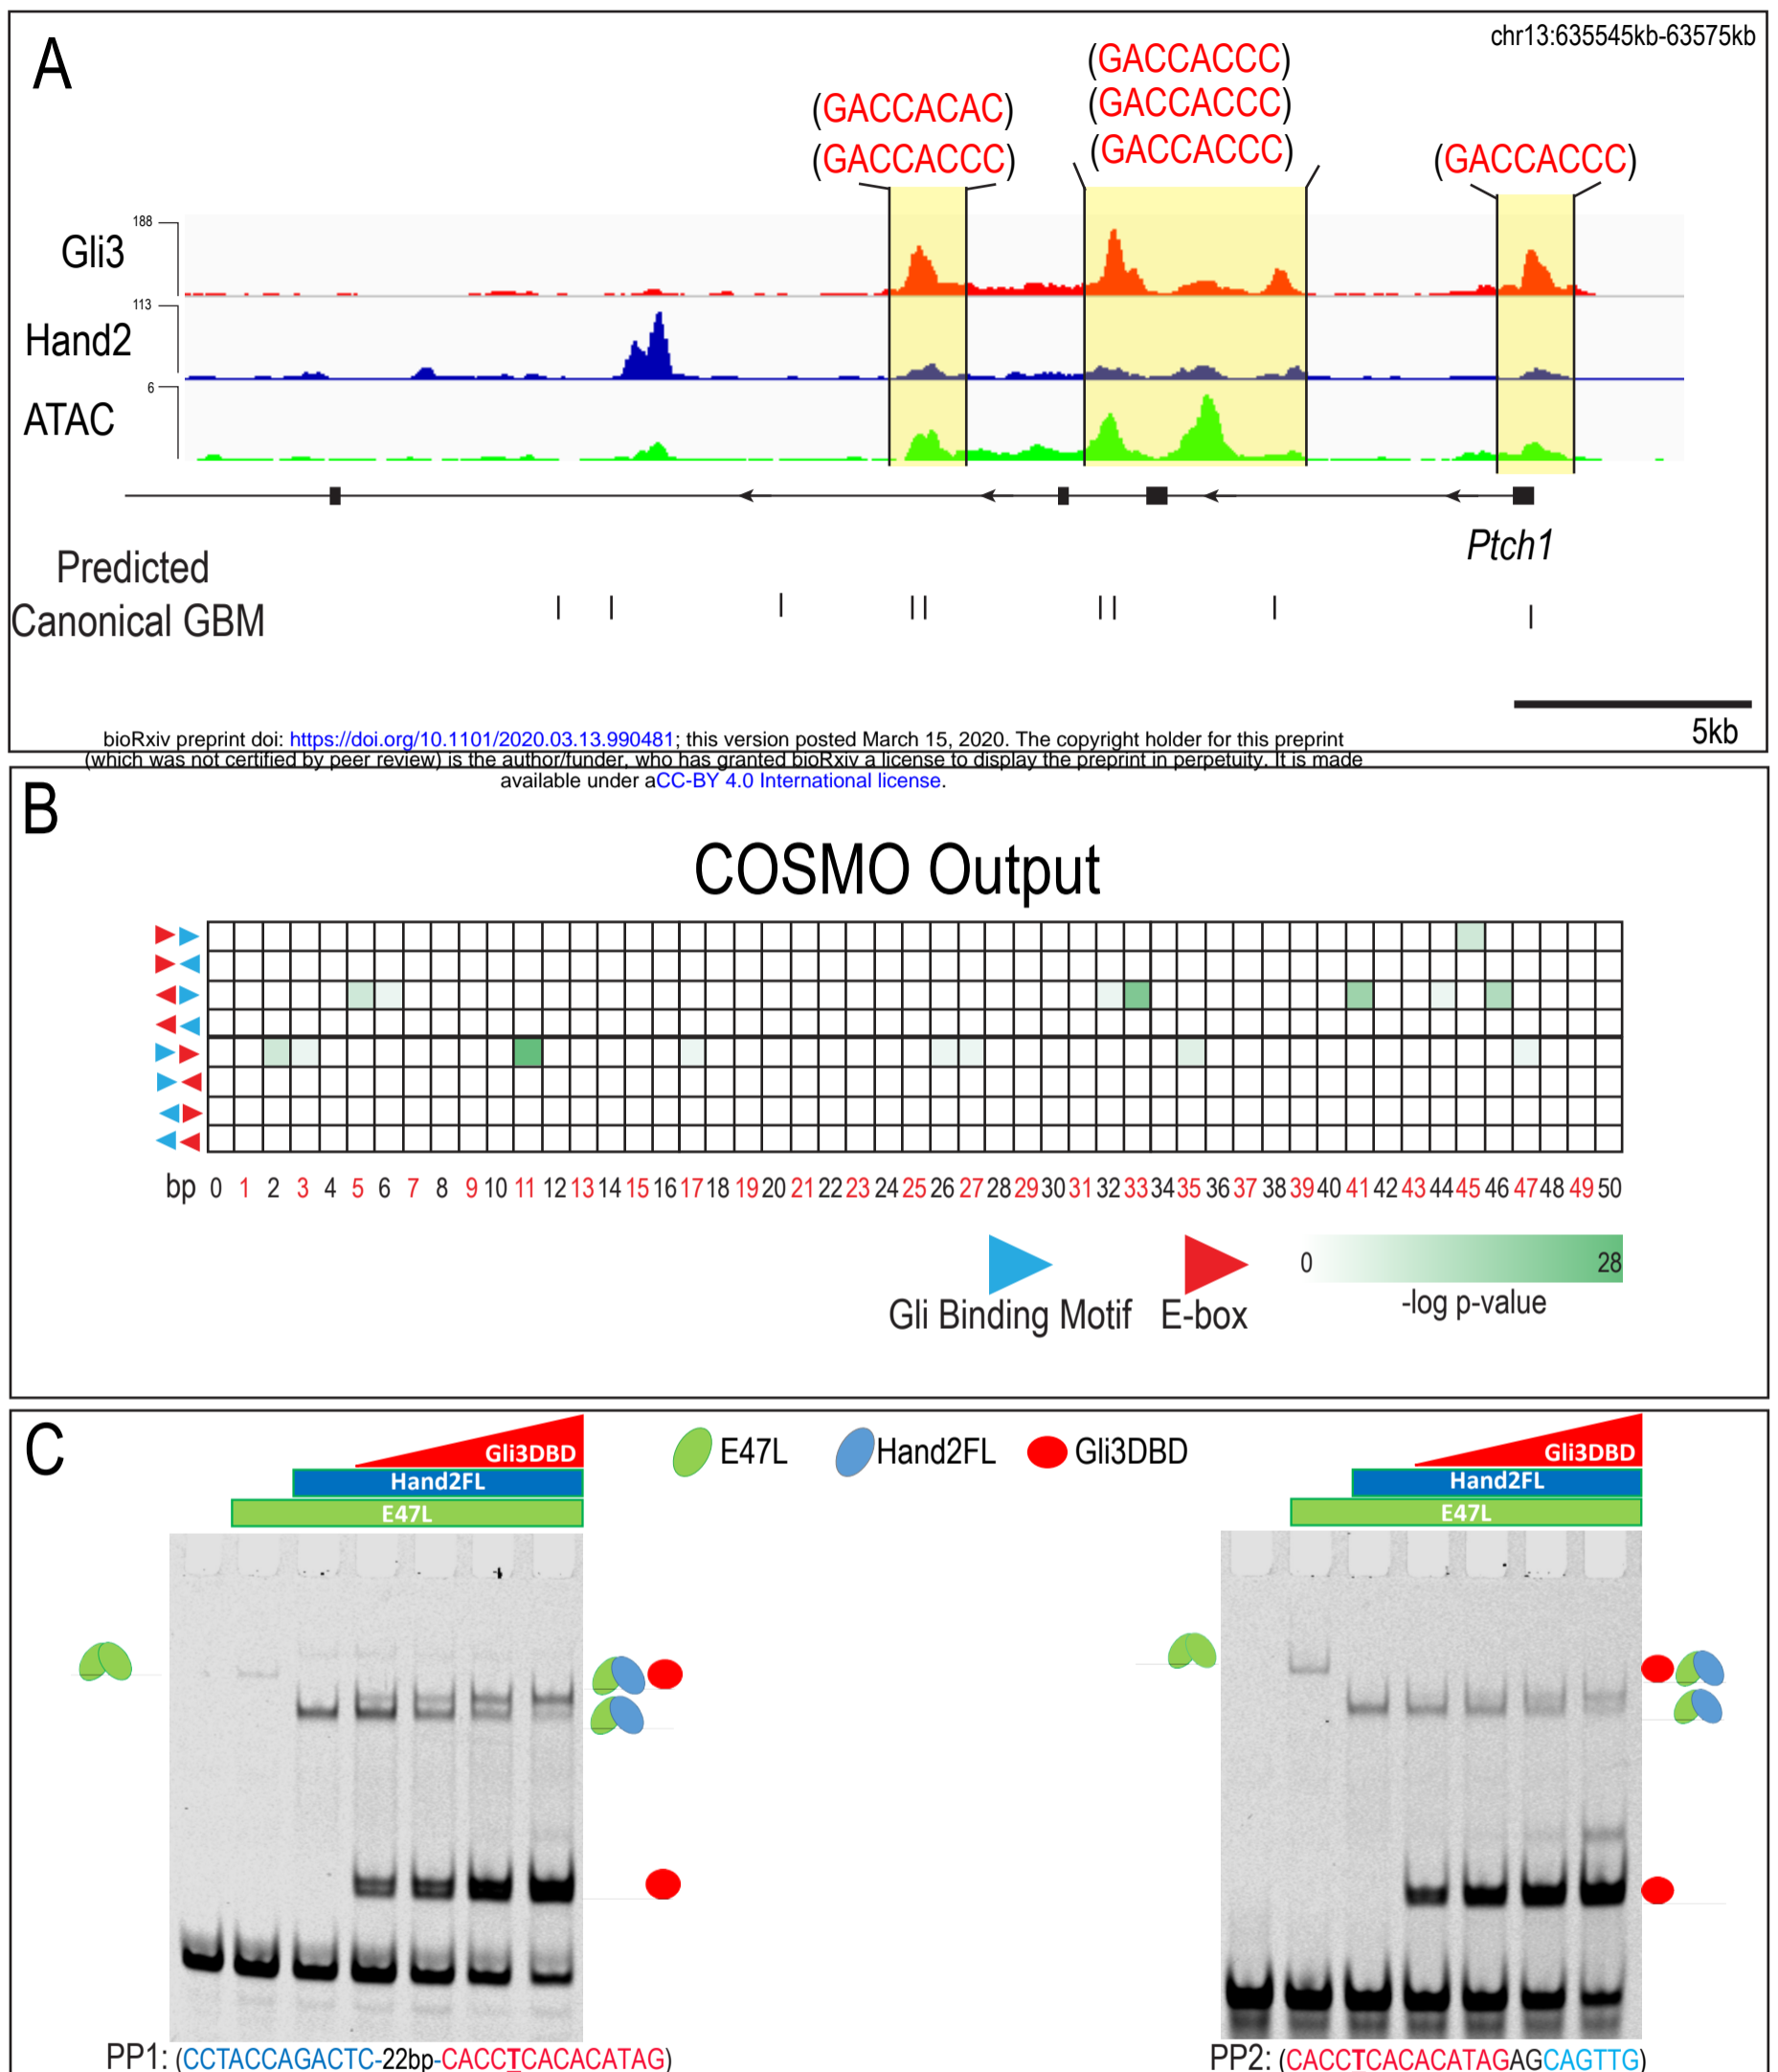 A
chr13:635545kb-63575kb
(GACCACCC)
(GACCACAC)
(GACCACCC)
(GACCACCC)
(GACCACCC)
(GACCACCC)
188
Gli3
113
Hand2
6
ATAC
Ptch1
Predicted
Canonical GBM
5kb
bioRxiv preprint doi: https://doi.org/10.1101/2020.03.13.990481; this version posted March 15, 2020. The copyright holder for this preprint
(which was not certified by peer review) is the author/funder, who has granted bioRxiv a license to display the preprint in perpetuity. It is made
available under aCC-BY 4.0 International license.
B
COSMO Output
bp 0 1 2 3 4 5 6 7 8 9 10 11 12 13 14 15 16 17 18 19 20 21 22 23 24 25 26 27 28 29 30 31 32 33 34 35 36 37 38 39 40 41 42 43 44 45 46 47 48 49 50
0 28
-log p-value
Gli Binding Motif E-box
C
Gli3DBD
Hand2FL
E47L
E47L Hand2FL Gli3DBD
Gli3DBD
Hand2FL
E47L
PP1: (CCTACCAGACTC-22bp-CACCTCACACATAG)
PP2: (CACCTCACACATAGAGCAGTTG)